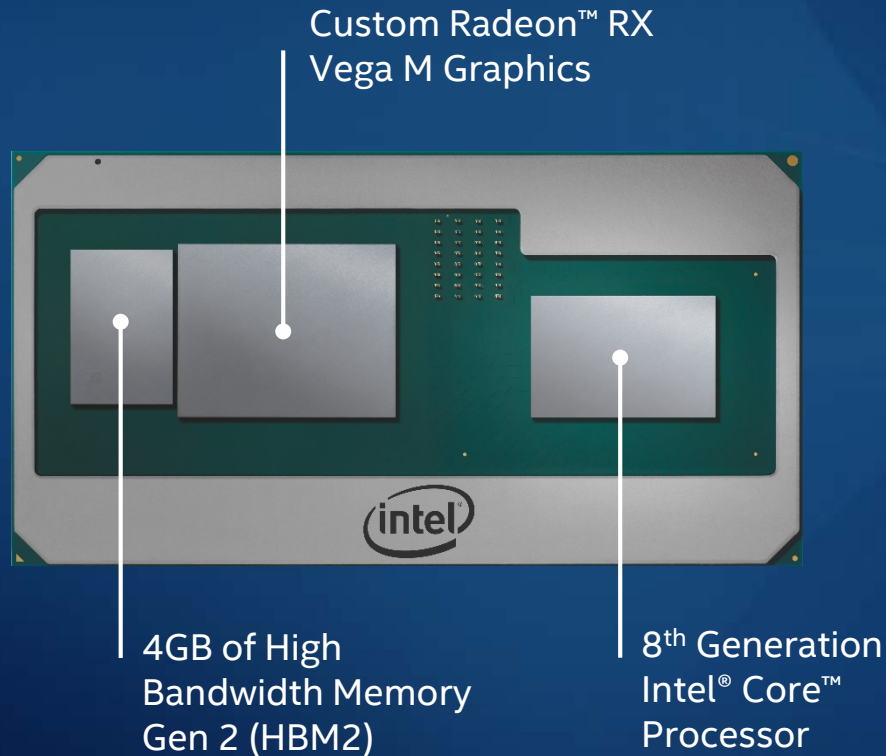 Custom Radeon™ RX
Vega M Graphics
intel®
4GB of High
Bandwidth Memory
Gen 2 (HBM2)
8th Generation
Intel® Core™
Processor